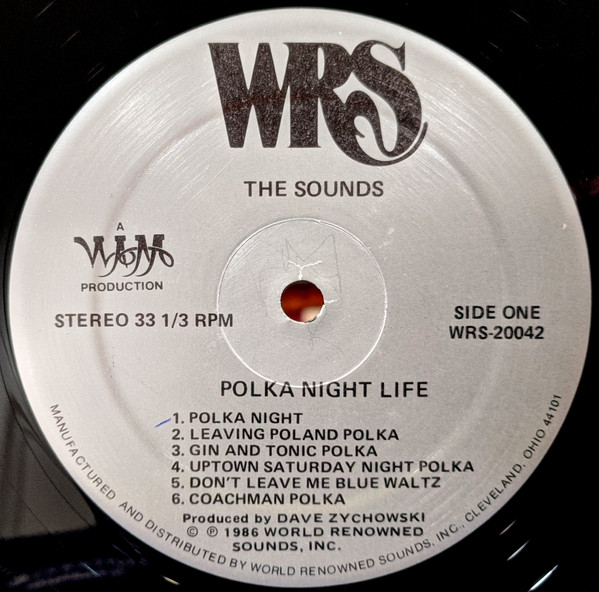 WRS
THE SOUNDS
A
WAM
PRODUCTION
STEREO 33 1/3 RPM
SIDE ONE
WRS-20042
POLKA NIGHT LIFE
1. POLKA NIGHT
2. LEAVING POLAND POLKA
3. GIN AND TONIC POLKA
4. UPTOWN SATURDAY NIGHT POLKA
5. DON'T LEAVE ME BLUE WALTZ
6. COACHMAN POLKA
Produced by DAVE ZYCHOWSKI
© ℗ 1986 WORLD RENOWNED
SOUNDS, INC.
MANUFACTURED AND DISTRIBUTED BY WORLD RENOWNED SOUNDS, INC., CLEVELAND, OHIO 44101